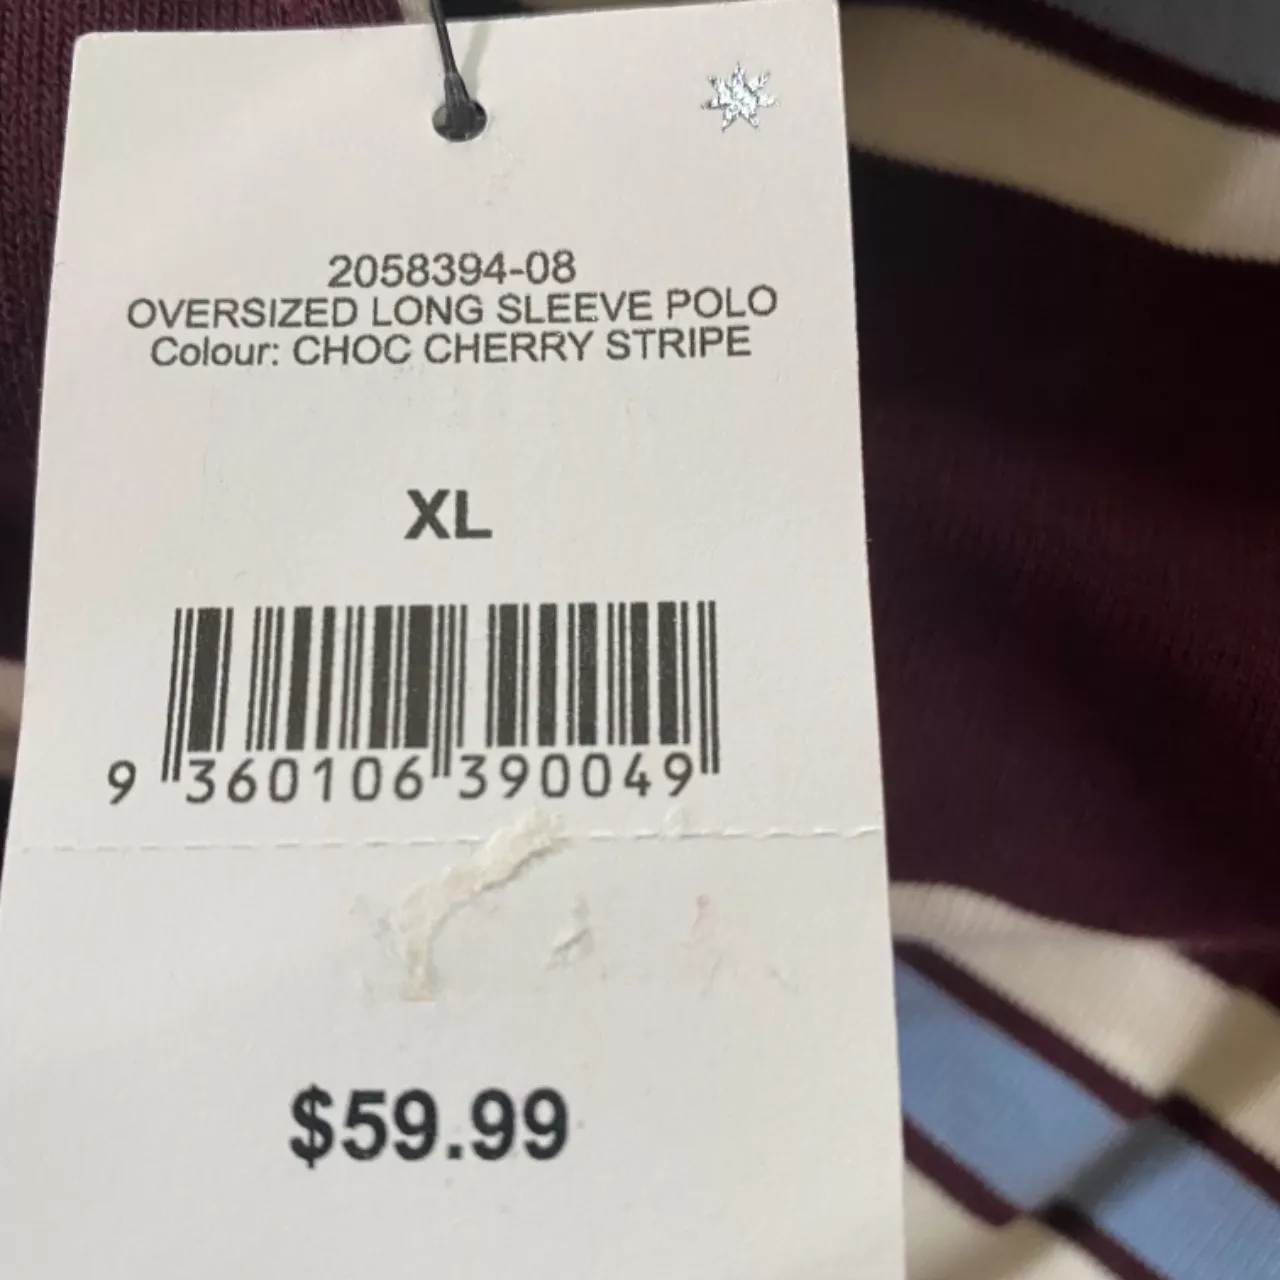 2058394-08
OVERSIZED LONG SLEEVE POLO
Colour: CHOC CHERRY STRIPE
XL
9 360106 390049
$59.99